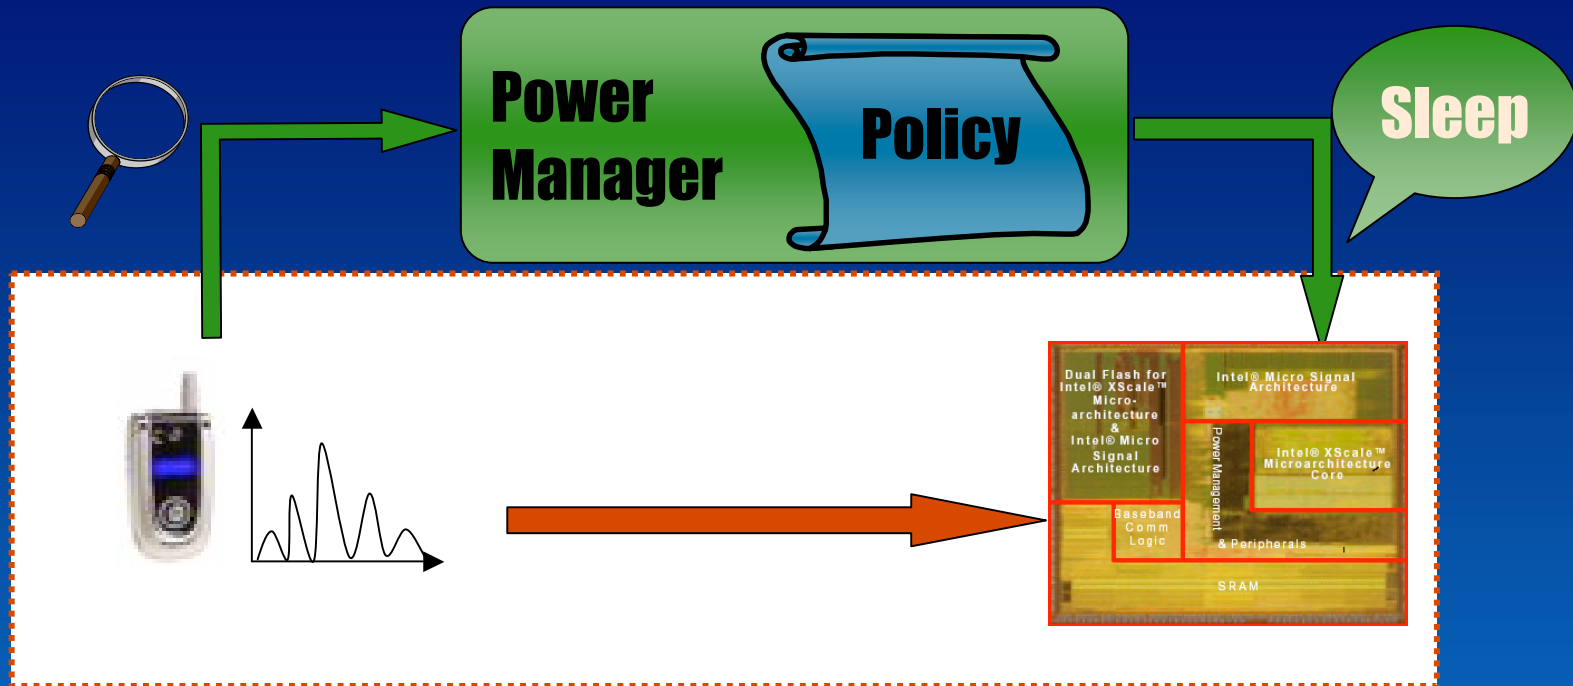 Power
Manager
Policy
Sleep
Dual Flash for
Intel® XScale™
Micro-
architecture
&
Intel® Micro
Signal
Architecture
Intel® Micro Signal
Architecture
Power Management
& Peripherals
Intel® XScale™
Microarchitecture
Core
Baseband
Comm
Logic
SRAM